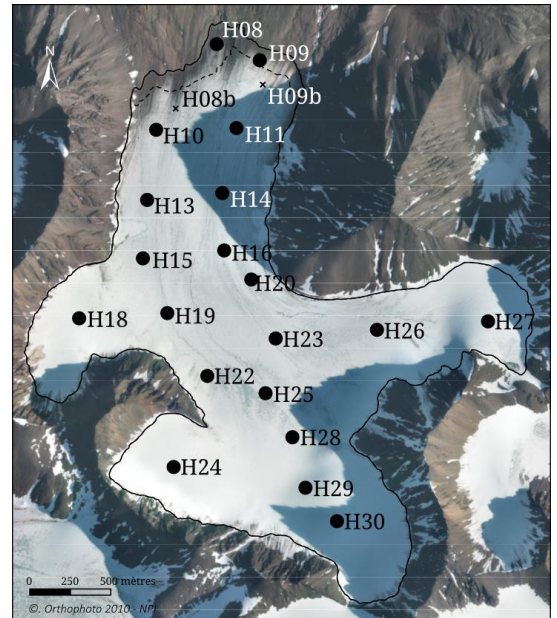 H08
H09
N
H09b
H08b
H10
H11
H14
H13
H16
H15
H20
H18
H19
H27
H26
H23
H22
H25
H28
H24
H29
H30
0 250 500 mètres
©. Orthophoto 2010 - NPI